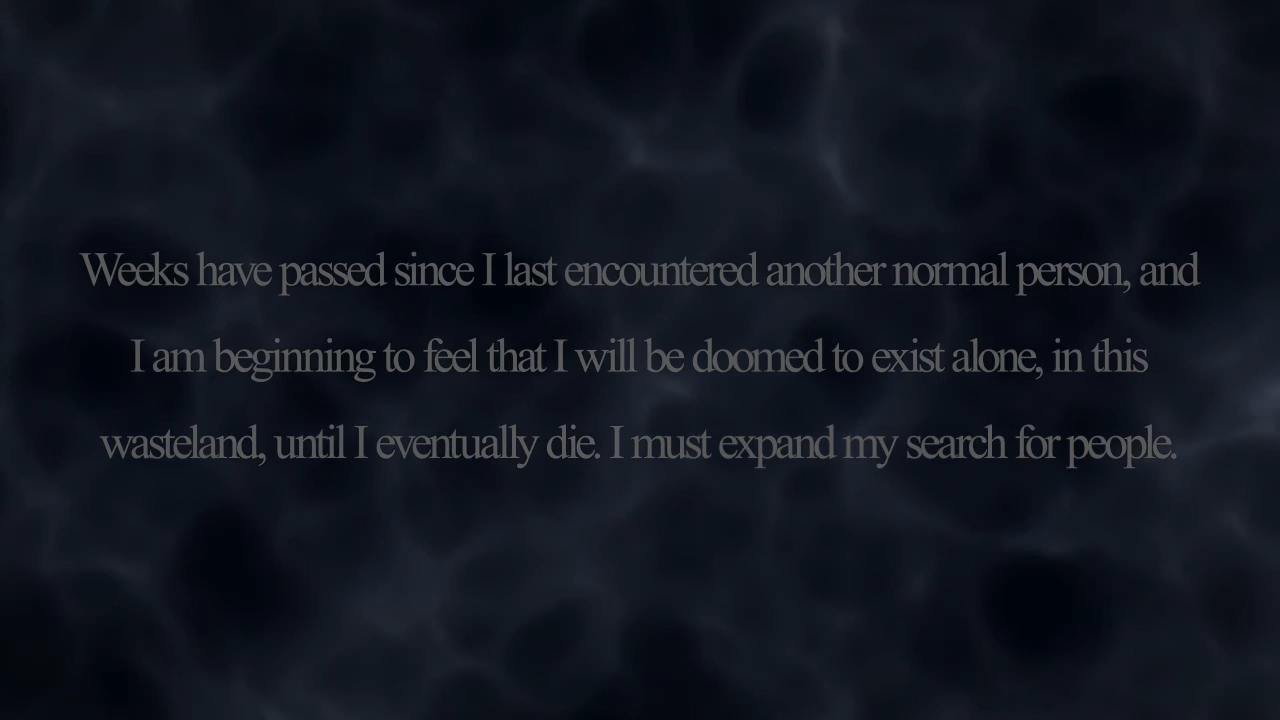 Weeks have passed since I last encountered another normal person, and
I am beginning to feel that I will be doomed to exist alone, in this
wasteland, until I eventually die. I must expand my search for people.